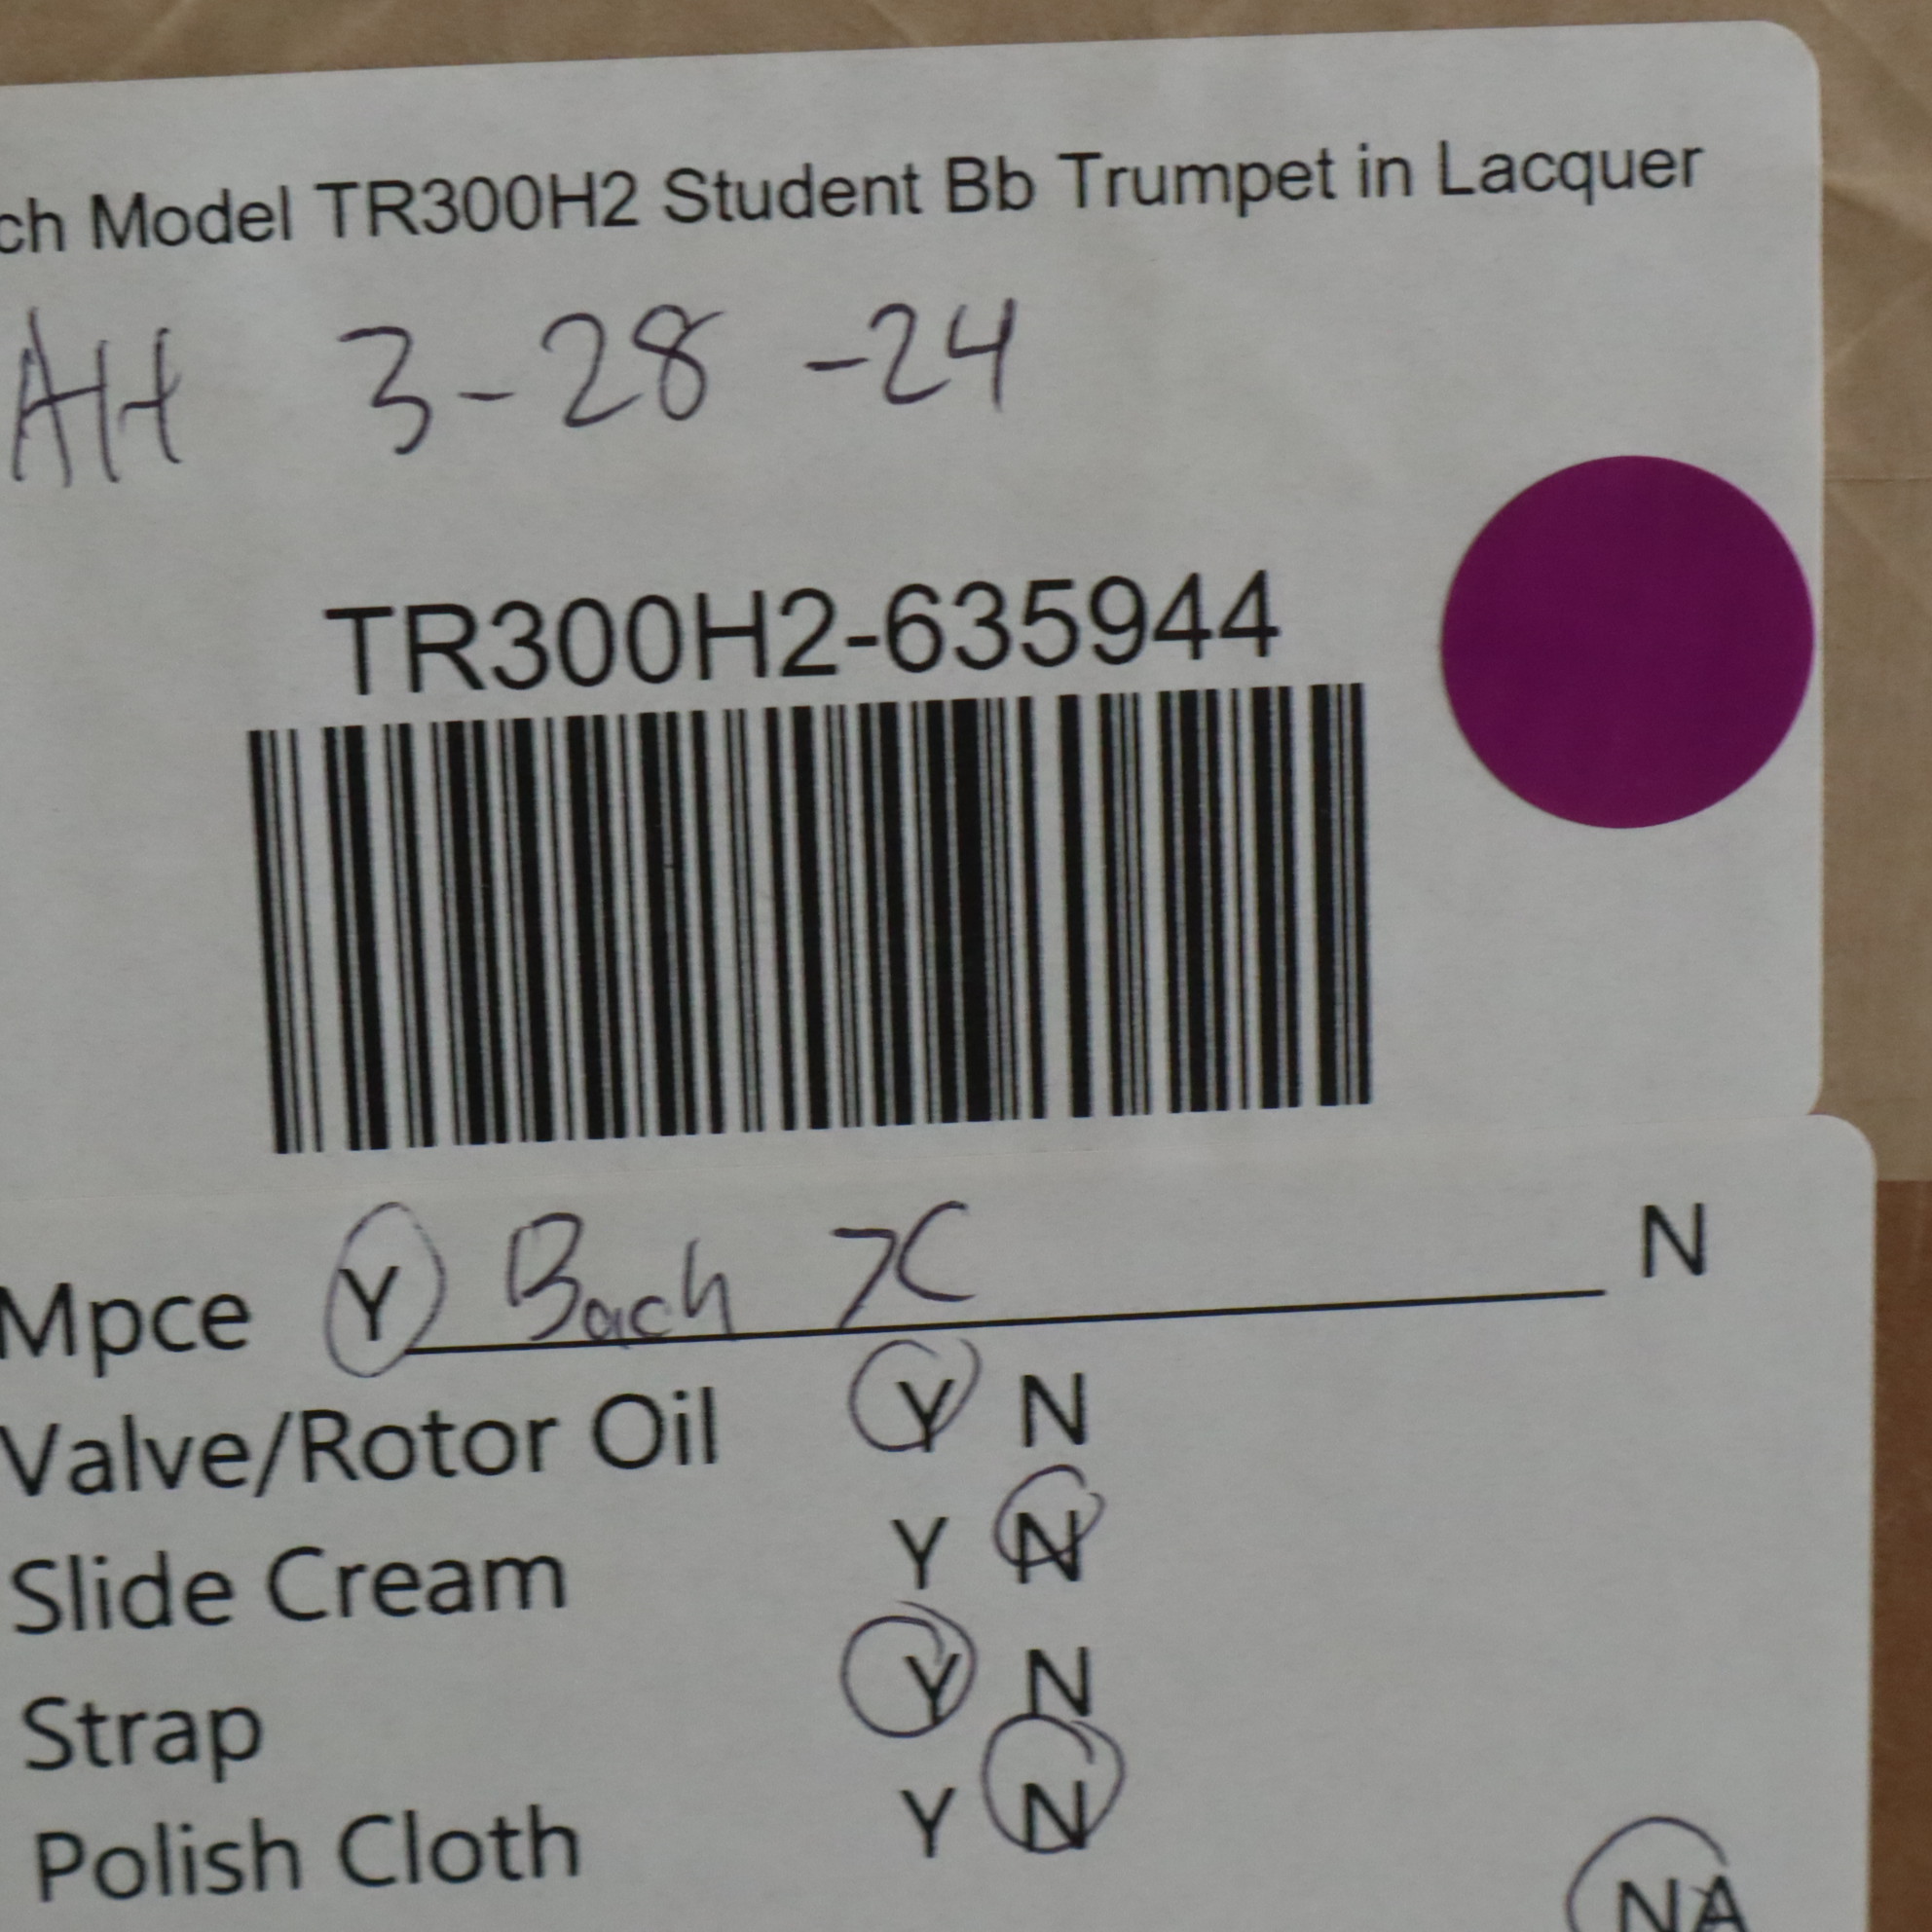 ch Model TR300H2 Student Bb Trumpet in Lacquer
AH 3-28-24
TR300H2-635944
Mpce Y Bach 7C N
Valve/Rotor Oil Y N
Slide Cream Y N
Strap Y N
Polish Cloth Y N
NA